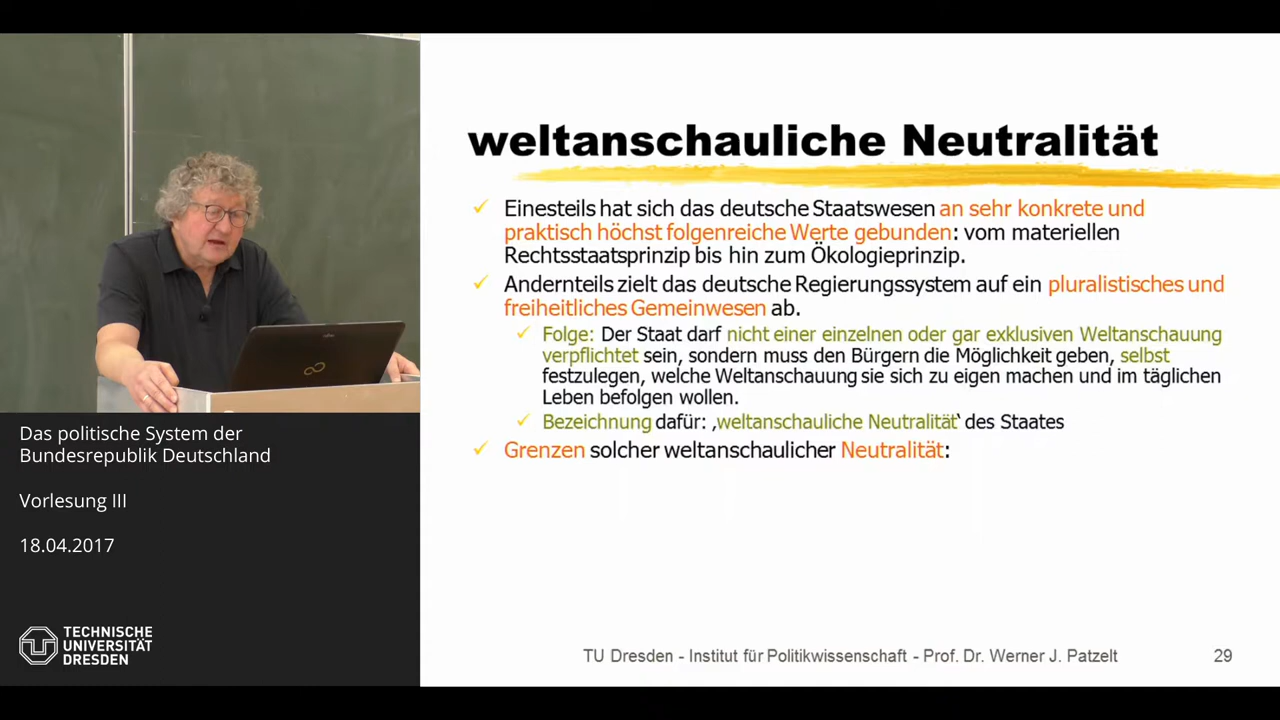 weltanschauliche Neutralität
Einesteils hat sich das deutsche Staatswesen an sehr konkrete und
praktisch höchst folgenreiche Werte gebunden: vom materiellen
Rechtsstaatsprinzip bis hin zum Ökologieprinzip.
Andernteils zielt das deutsche Regierungssystem auf ein pluralistisches und
freiheitliches Gemeinwesen ab.
Folge: Der Staat darf nicht einer einzelnen oder gar exklusiven Weltanschauung
verpflichtet sein, sondern muss den Bürgern die Möglichkeit geben, selbst
festzulegen, welche Weltanschauung sie sich zu eigen machen und im täglichen
Leben befolgen wollen.
Bezeichnung dafür: ‚weltanschauliche Neutralität‛ des Staates
Grenzen solcher weltanschaulicher Neutralität:
Das politische System der
Bundesrepublik Deutschland
Vorlesung III
18.04.2017
TECHNISCHE
UNIVERSITÄT
DRESDEN
TU Dresden - Institut für Politikwissenschaft - Prof. Dr. Werner J. Patzelt
29